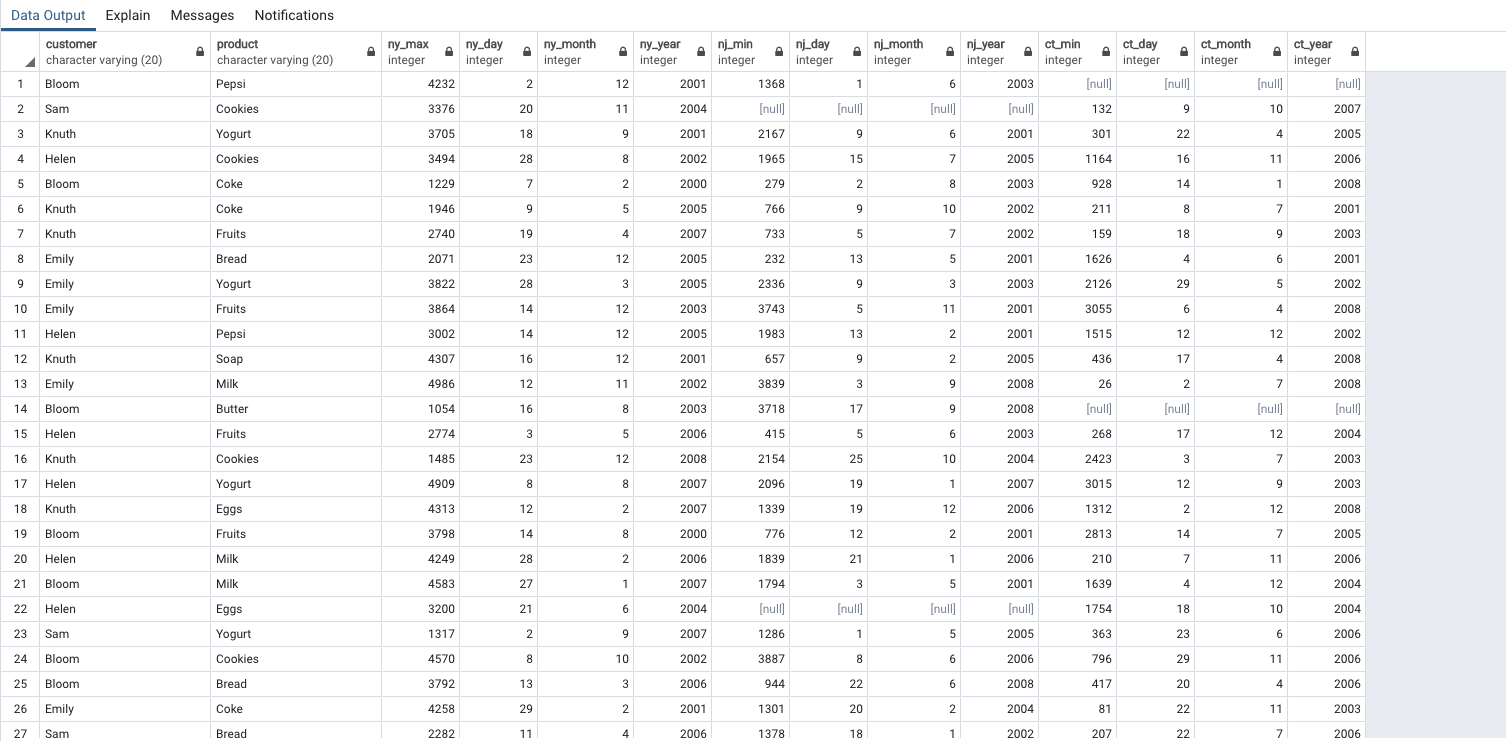 Data Output Explain Messages Notifications
customer product ny_max ny_day ny_month ny_year nj_min nj_day nj_month nj_year ct_min ct_day ct_month ct_year
character varying (20) character varying (20) integer integer integer integer integer integer integer integer integer integer integer integer
1 Bloom Pepsi 4232 2 12 2001 1368 1 6 2003 [null] [null] [null] [null]
2 Sam Cookies 3376 20 11 2004 [null] [null] [null] [null] 132 9 10 2007
3 Knuth Yogurt 3705 18 9 2001 2167 9 6 2001 301 22 4 2005
4 Helen Cookies 3494 28 8 2002 1965 15 7 2005 1164 16 11 2006
5 Bloom Coke 1229 7 2 2000 279 2 8 2003 928 14 1 2008
6 Knuth Coke 1946 9 5 2005 766 9 10 2002 211 8 7 2001
7 Knuth Fruits 2740 19 4 2007 733 5 7 2002 159 18 9 2003
8 Emily Bread 2071 23 12 2005 232 13 5 2001 1626 4 6 2001
9 Emily Yogurt 3822 28 3 2005 2336 9 3 2003 2126 29 5 2002
10 Emily Fruits 3864 14 12 2003 3743 5 11 2001 3055 6 4 2008
11 Helen Pepsi 3002 14 12 2005 1983 13 2 2001 1515 12 12 2002
12 Knuth Soap 4307 16 12 2001 657 9 2 2005 436 17 4 2008
13 Emily Milk 4986 12 11 2002 3839 3 9 2008 26 2 7 2008
14 Bloom Butter 1054 16 8 2003 3718 17 9 2008 [null] [null] [null] [null]
15 Helen Fruits 2774 3 5 2006 415 5 6 2003 268 17 12 2004
16 Knuth Cookies 1485 23 12 2008 2154 25 10 2004 2423 3 7 2003
17 Helen Yogurt 4909 8 8 2007 2096 19 1 2007 3015 12 9 2003
18 Knuth Eggs 4313 12 2 2007 1339 19 12 2006 1312 2 12 2008
19 Bloom Fruits 3798 14 8 2000 776 12 2 2001 2813 14 7 2005
20 Helen Milk 4249 28 2 2006 1839 21 1 2006 210 7 11 2006
21 Bloom Milk 4583 27 1 2007 1794 3 5 2001 1639 4 12 2004
22 Helen Eggs 3200 21 6 2004 [null] [null] [null] [null] 1754 18 10 2004
23 Sam Yogurt 1317 2 9 2007 1286 1 5 2005 363 23 6 2006
24 Bloom Cookies 4570 8 10 2002 3887 8 6 2006 796 29 11 2006
25 Bloom Bread 3792 13 3 2006 944 22 6 2008 417 20 4 2006
26 Emily Coke 4258 29 2 2001 1301 20 2 2004 81 22 11 2003
27 Sam Bread 2282 11 4 2006 1378 18 1 2002 207 22 7 2006